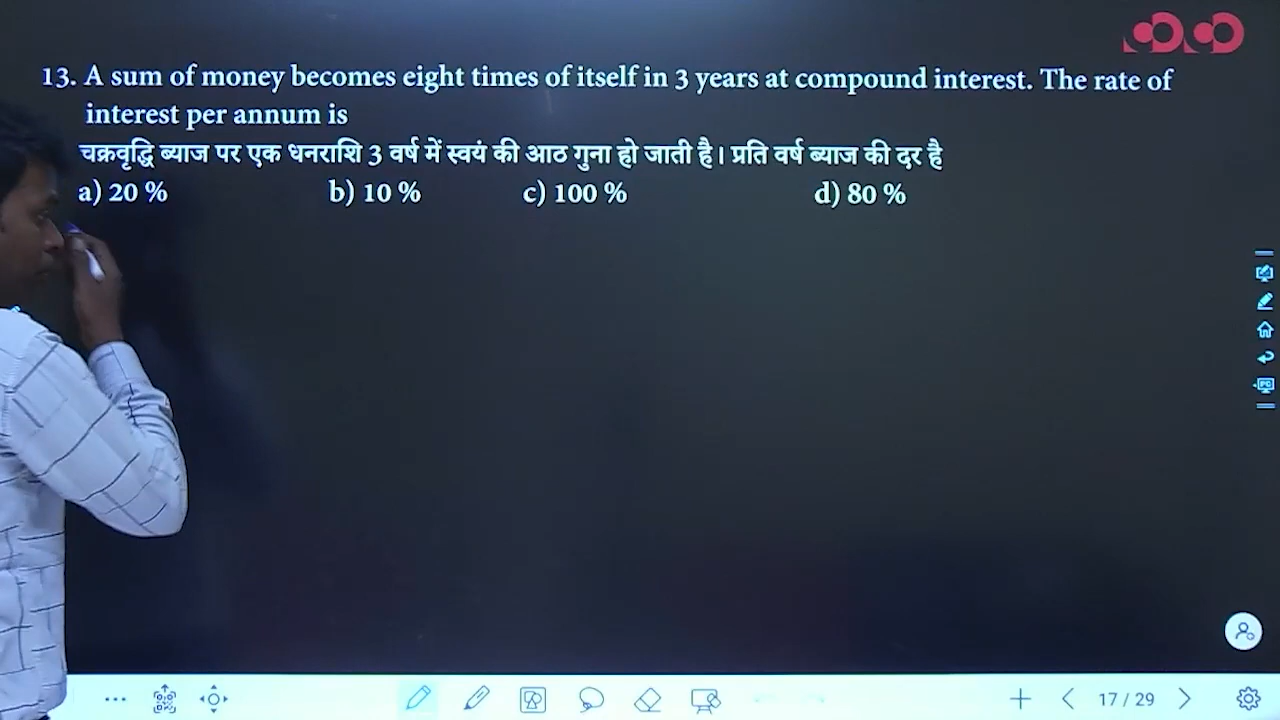 13. A sum of money becomes eight times of itself in 3 years at compound interest. The rate of
interest per annum is
चक्रवृद्धि ब्याज पर एक धनराशि 3 वर्ष में स्वयं की आठ गुना हो जाती है। प्रति वर्ष ब्याज की दर है
a) 20 % b) 10 % c) 100 % d) 80 %
PC
17 / 29